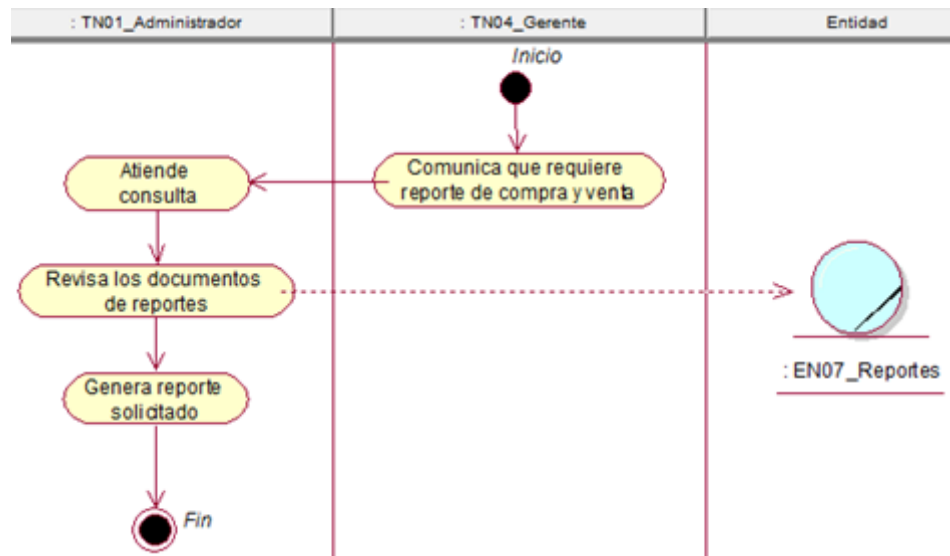 : TN01_Administrador
: TN04_Gerente
Entidad
Inicio
Comunica que requiere
reporte de compra y venta
Atiende
consulta
Revisa los documentos
de reportes
: EN07_Reportes
Genera reporte
solicitado
Fin